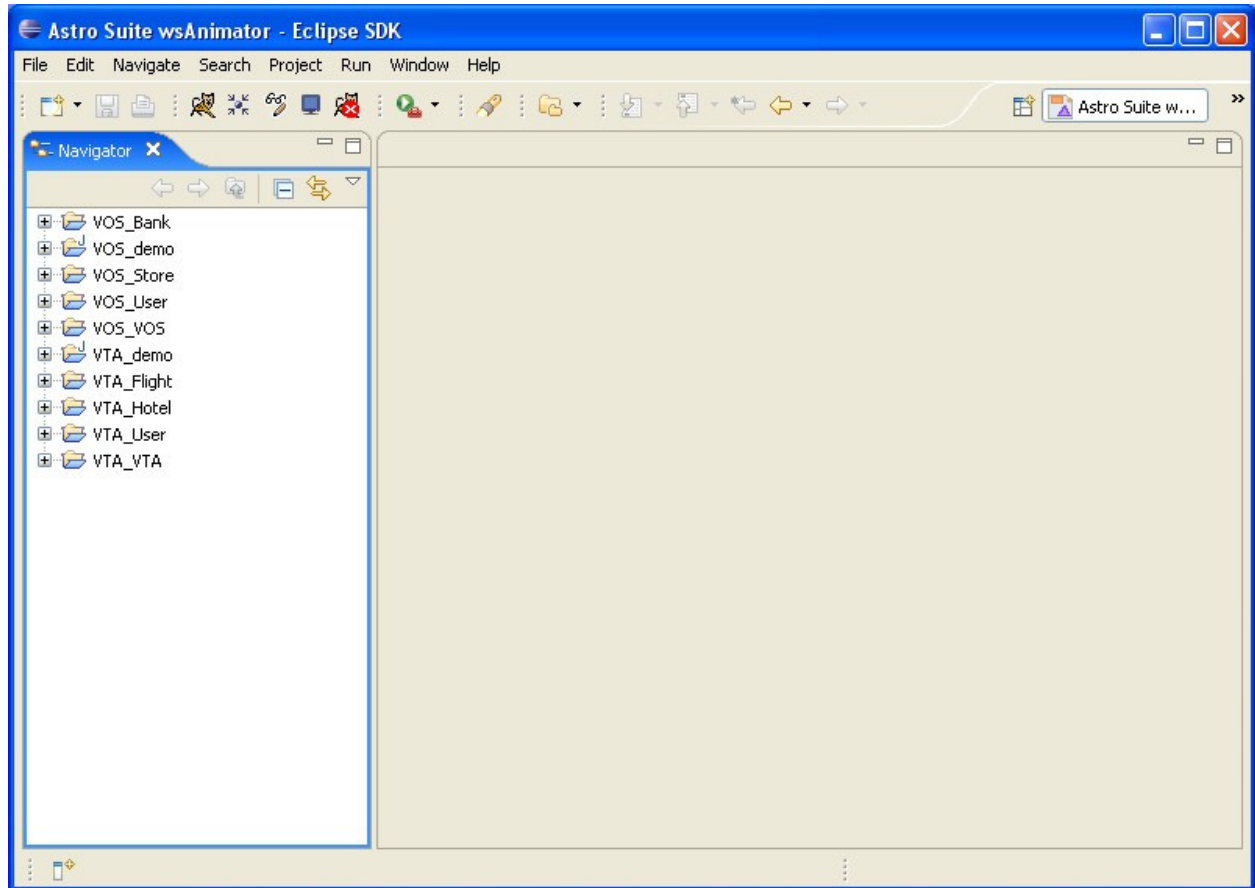 Astro Suite wsAnimator - Eclipse SDK
File Edit Navigate Search Project Run Window Help
Astro Suite w...
Navigator
VOS_Bank
VOS_demo
VOS_Store
VOS_User
VOS_VOS
VTA_demo
VTA_Flight
VTA_Hotel
VTA_User
VTA_VTA